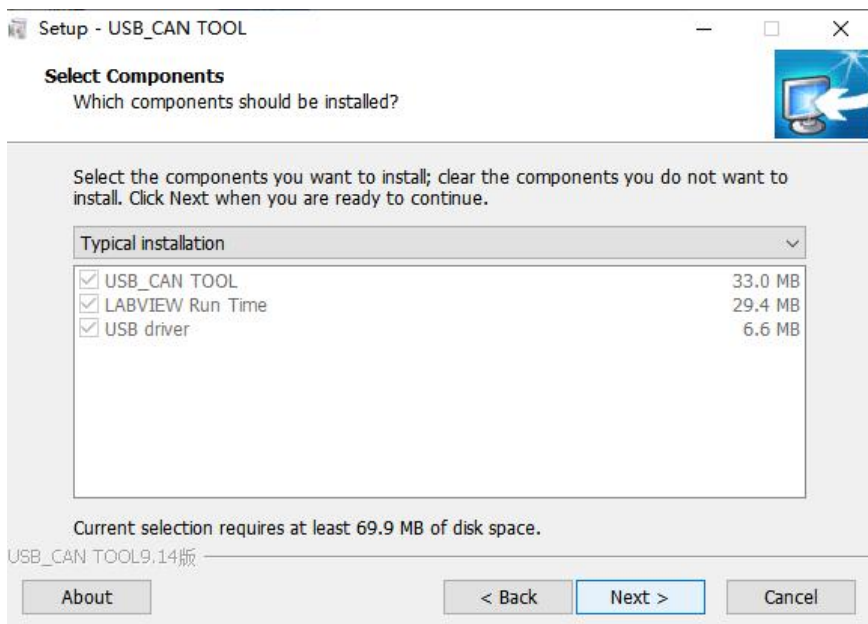 Setup - USB_CAN TOOL
Select Components
Which components should be installed?
Select the components you want to install; clear the components you do not want to
install. Click Next when you are ready to continue.
Typical installation
USB_CAN TOOL 33.0 MB
LABVIEW Run Time 29.4 MB
USB driver 6.6 MB
Current selection requires at least 69.9 MB of disk space.
USB_CAN TOOL9.14版
About < Back Next > Cancel